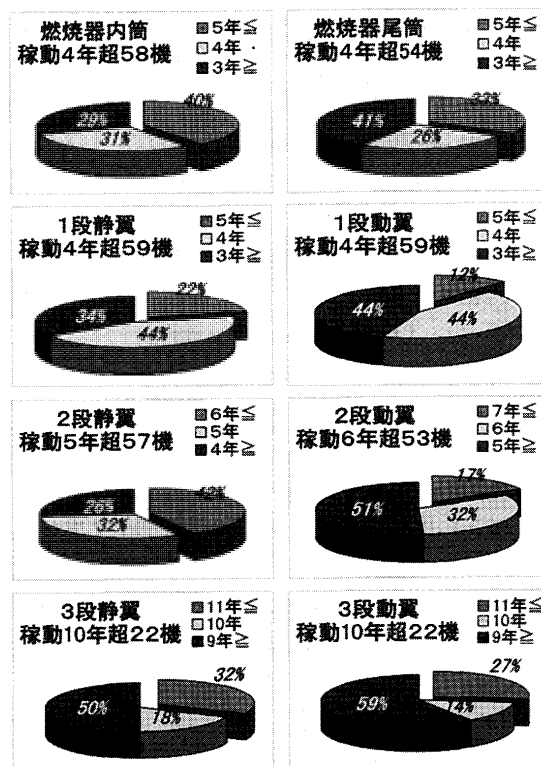 燃焼器内筒
稼動4年超58機
5年≦
4年
3年≧
40%
29%
31%
燃焼器尾筒
稼動4年超54機
5年≦
4年
3年≧
33%
41%
26%
1段静翼
稼動4年超59機
5年≦
4年
3年≧
22%
34%
44%
1段動翼
稼動4年超59機
5年≦
4年
3年≧
12%
44%
44%
2段静翼
稼動5年超57機
6年≦
5年
4年≧
42%
26%
32%
2段動翼
稼動6年超53機
7年≦
6年
5年≧
17%
51%
32%
3段静翼
稼動10年超22機
11年≦
10年
9年≧
32%
50%
18%
3段動翼
稼動10年超22機
11年≦
10年
9年≧
27%
59%
14%